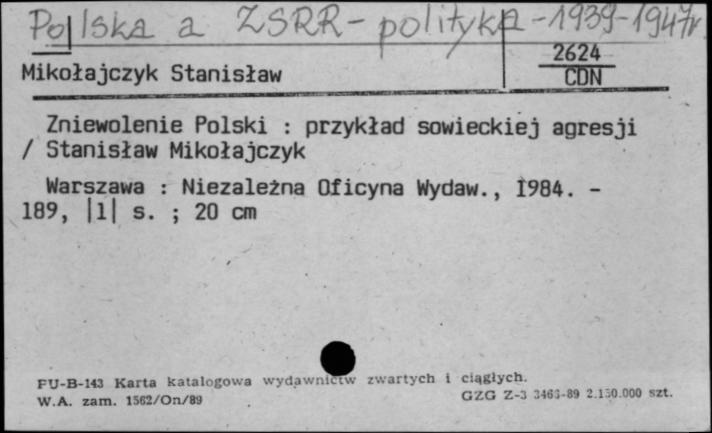 Polska a ZSRR - polityka - 1939-1947r
Mikołajczyk Stanisław
2624
CDN
Zniewolenie Polski : przykład sowieckiej agresji
/ Stanisław Mikołajczyk
Warszawa : Niezależna Oficyna Wydaw., 1984. -
189, |1| s. ; 20 cm
FU-B-143 Karta katalogowa wydawnictw zwartych i ciągłych.
W.A. zam. 1562/On/89
GZG Z-3 3463-89 2.150.000 szt.